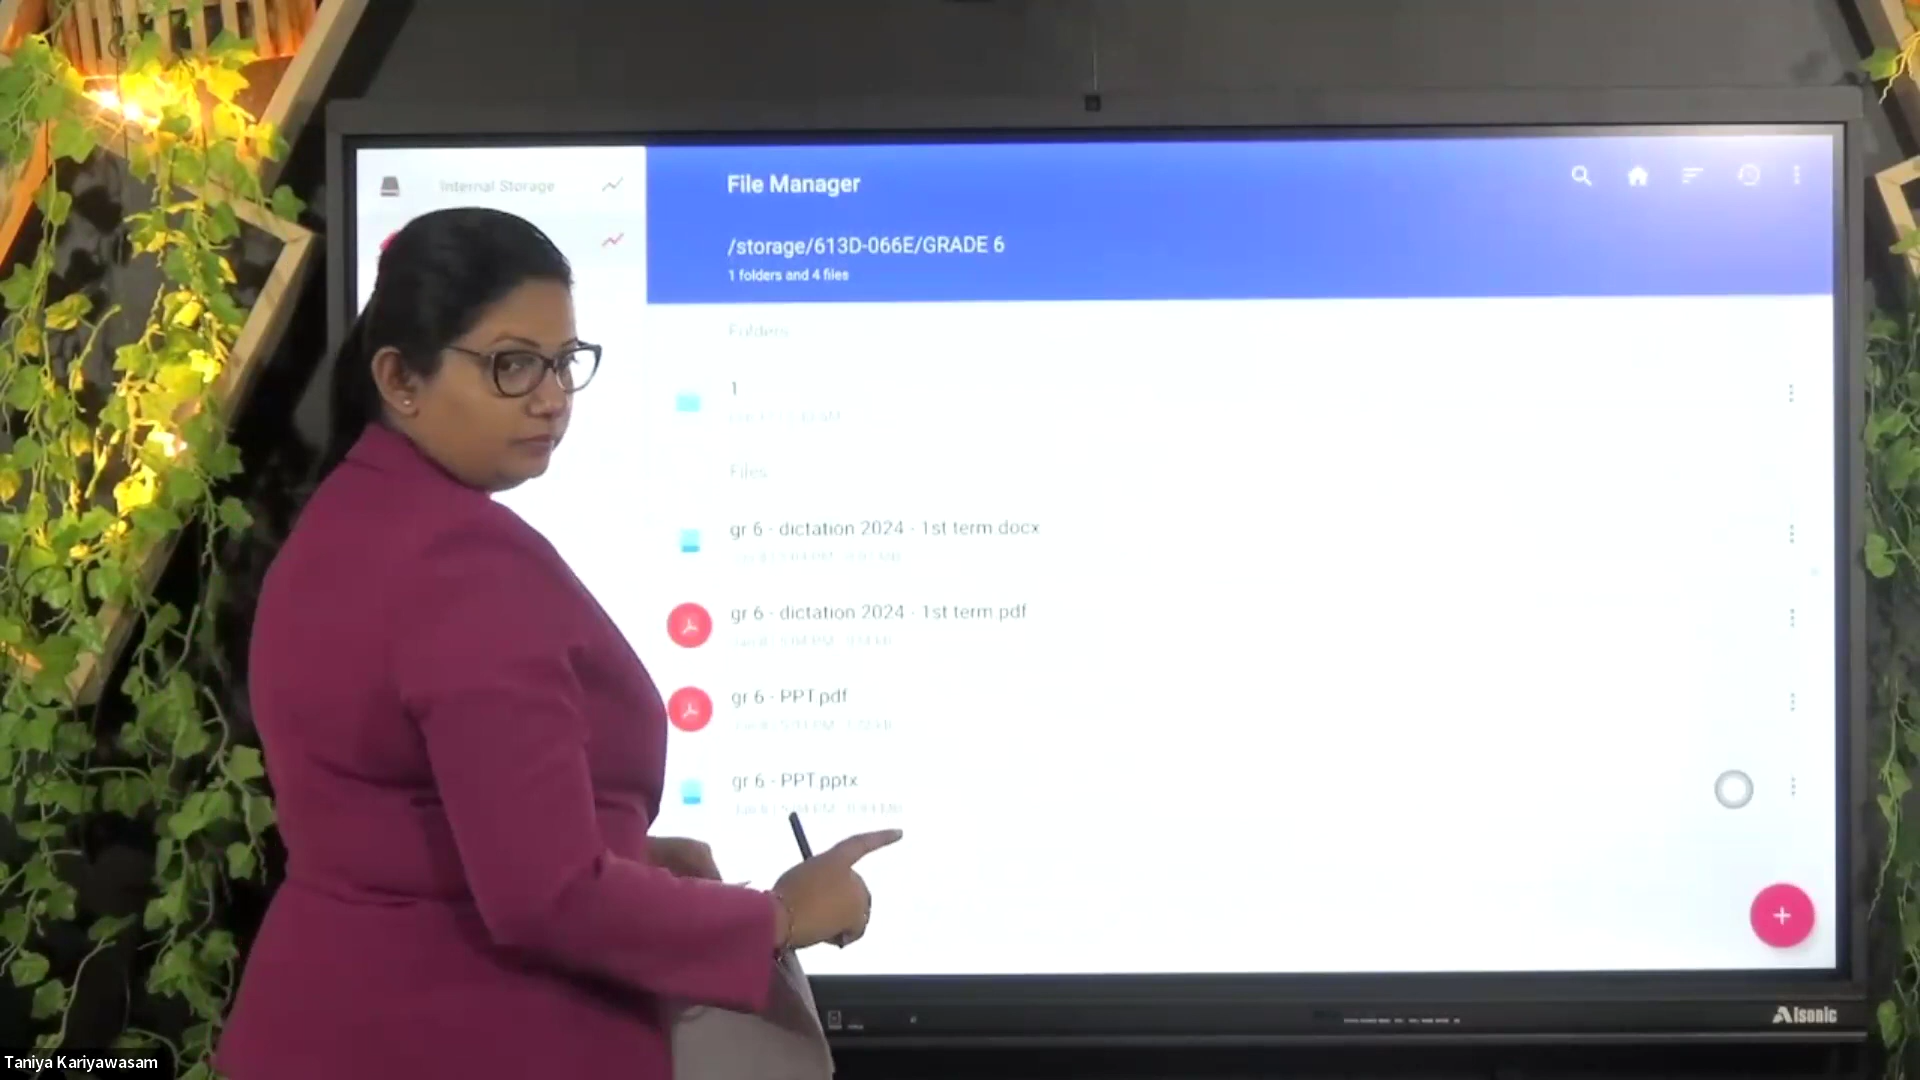 Internal Storage
File Manager
/storage/613D-066E/GRADE 6
1 folders and 4 files
Folders
1
Files
gr 6 - dictation 2024 - 1st term.docx
gr 6 - dictation 2024 - 1st term.pdf
gr 6 - PPT.pdf
gr 6 - PPT.pptx
Alsonic
Taniya Kariyawasam